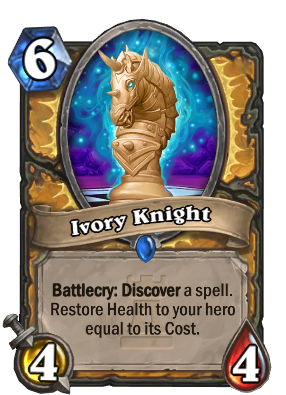 6
Ivory Knight
Battlecry: Discover a spell.
Restore Health to your hero
equal to its Cost.
4 4